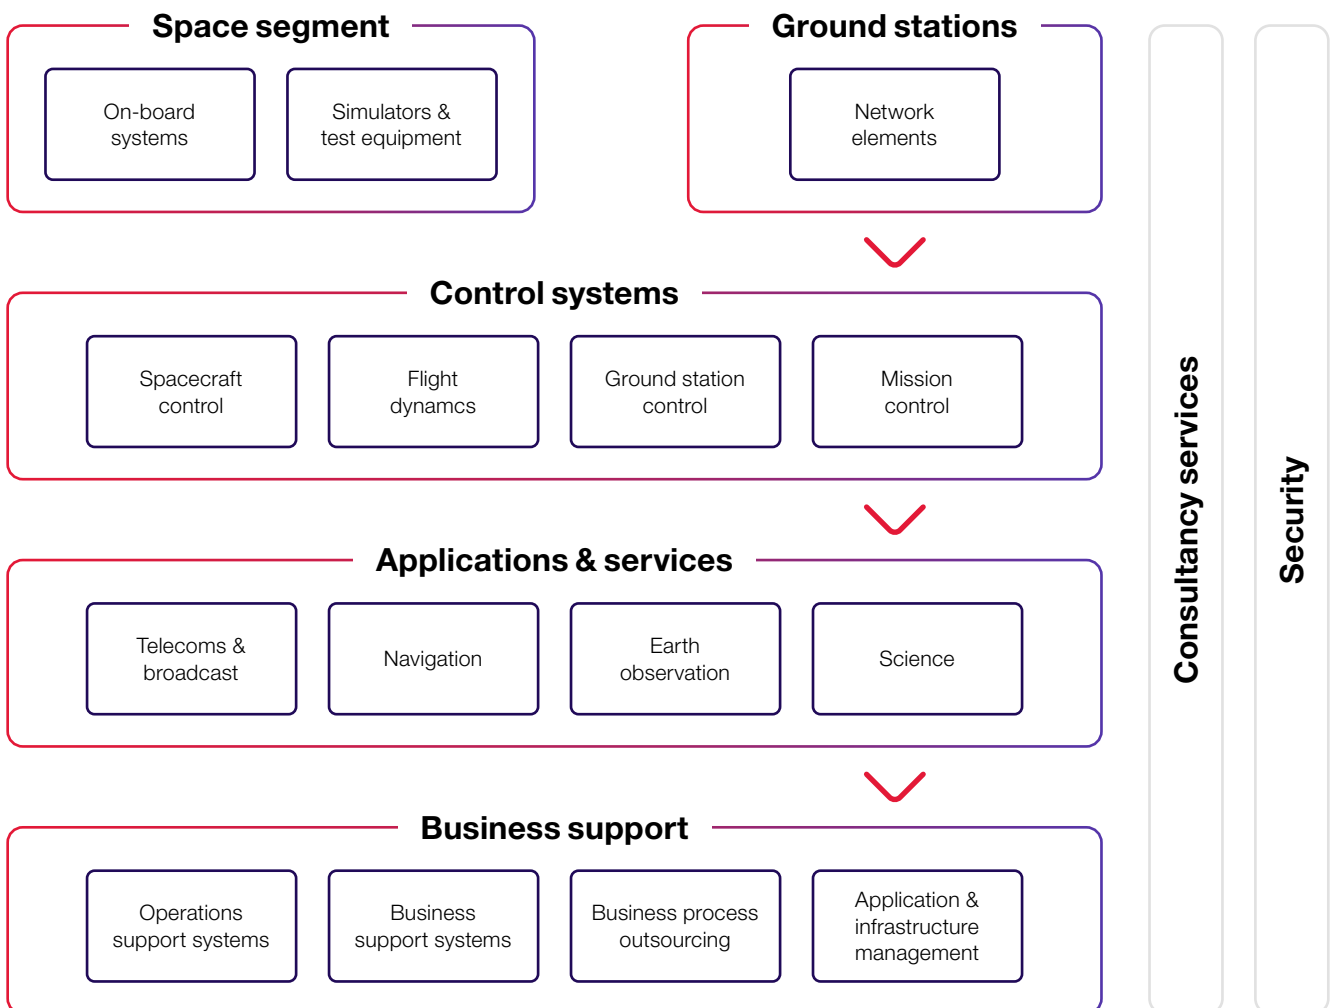 Space segment
On-board
systems
Simulators &
test equipment
Ground stations
Network
elements
Control systems
Spacecraft
control
Flight
dynamcs
Ground station
control
Mission
control
Applications & services
Telecoms &
broadcast
Navigation
Earth
observation
Science
Business support
Operations
support systems
Business
support systems
Business process
outsourcing
Application &
infrastructure
management
Consultancy services
Security